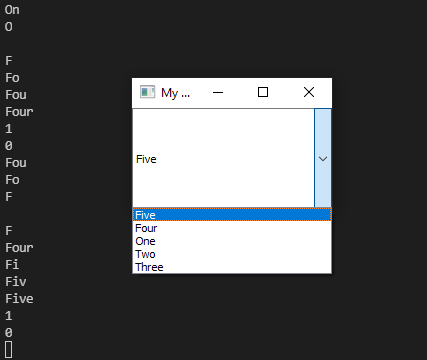 On
O
F
Fo
Fou
Four
1
0
Fou
Fo
F
F
Four
Fi
Fiv
Five
1
0
My ...
Five
Five
Four
One
Two
Three